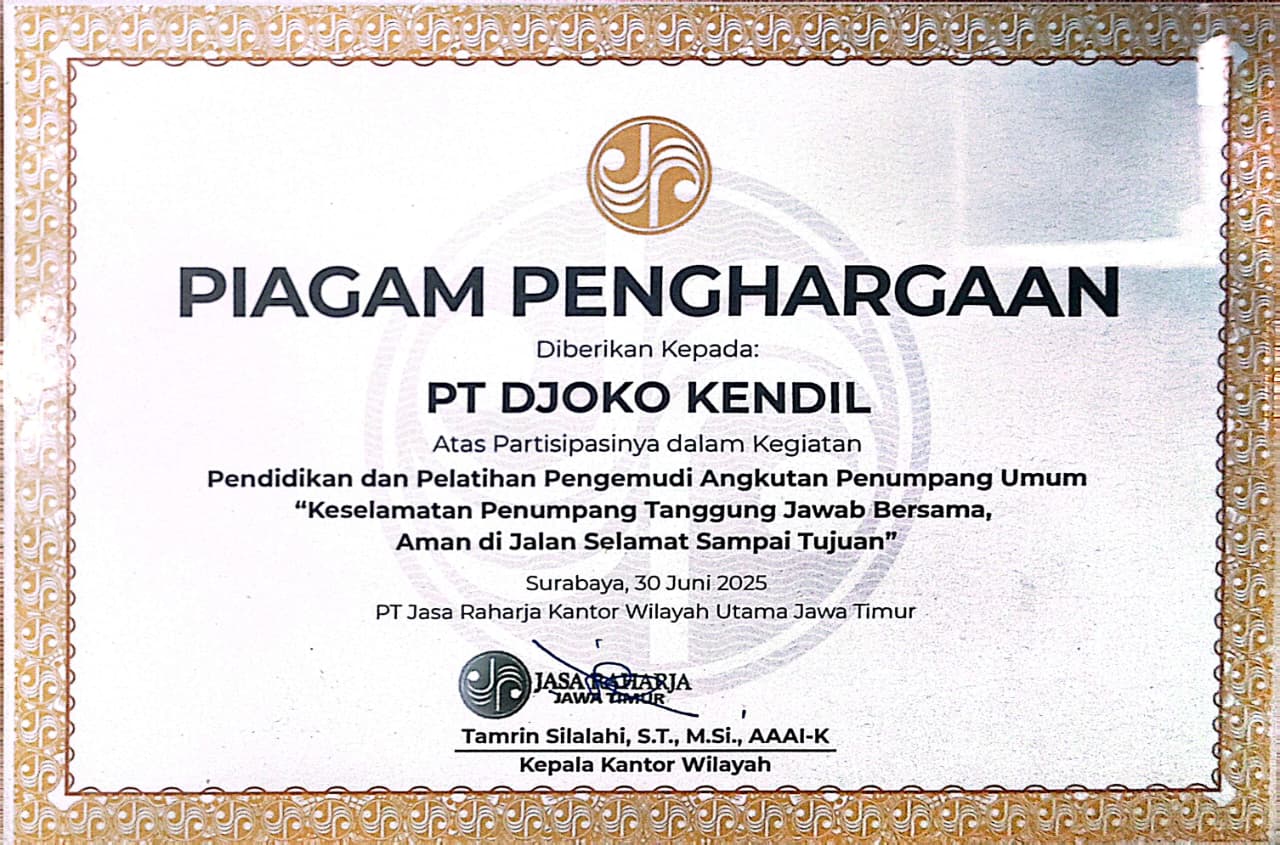 PIAGAM PENGHARGAAN
Diberikan Kepada:
PT DJOKO KENDIL
Atas Partisipasinya dalam Kegiatan
Pendidikan dan Pelatihan Pengemudi Angkutan Penumpang Umum
“Keselamatan Penumpang Tanggung Jawab Bersama,
Aman di Jalan Selamat Sampai Tujuan”
Surabaya, 30 Juni 2025
PT Jasa Raharja Kantor Wilayah Utama Jawa Timur
JASA RAHARJA
JAWA TIMUR
Tamrin Silalahi, S.T., M.Si., AAAI-K
Kepala Kantor Wilayah